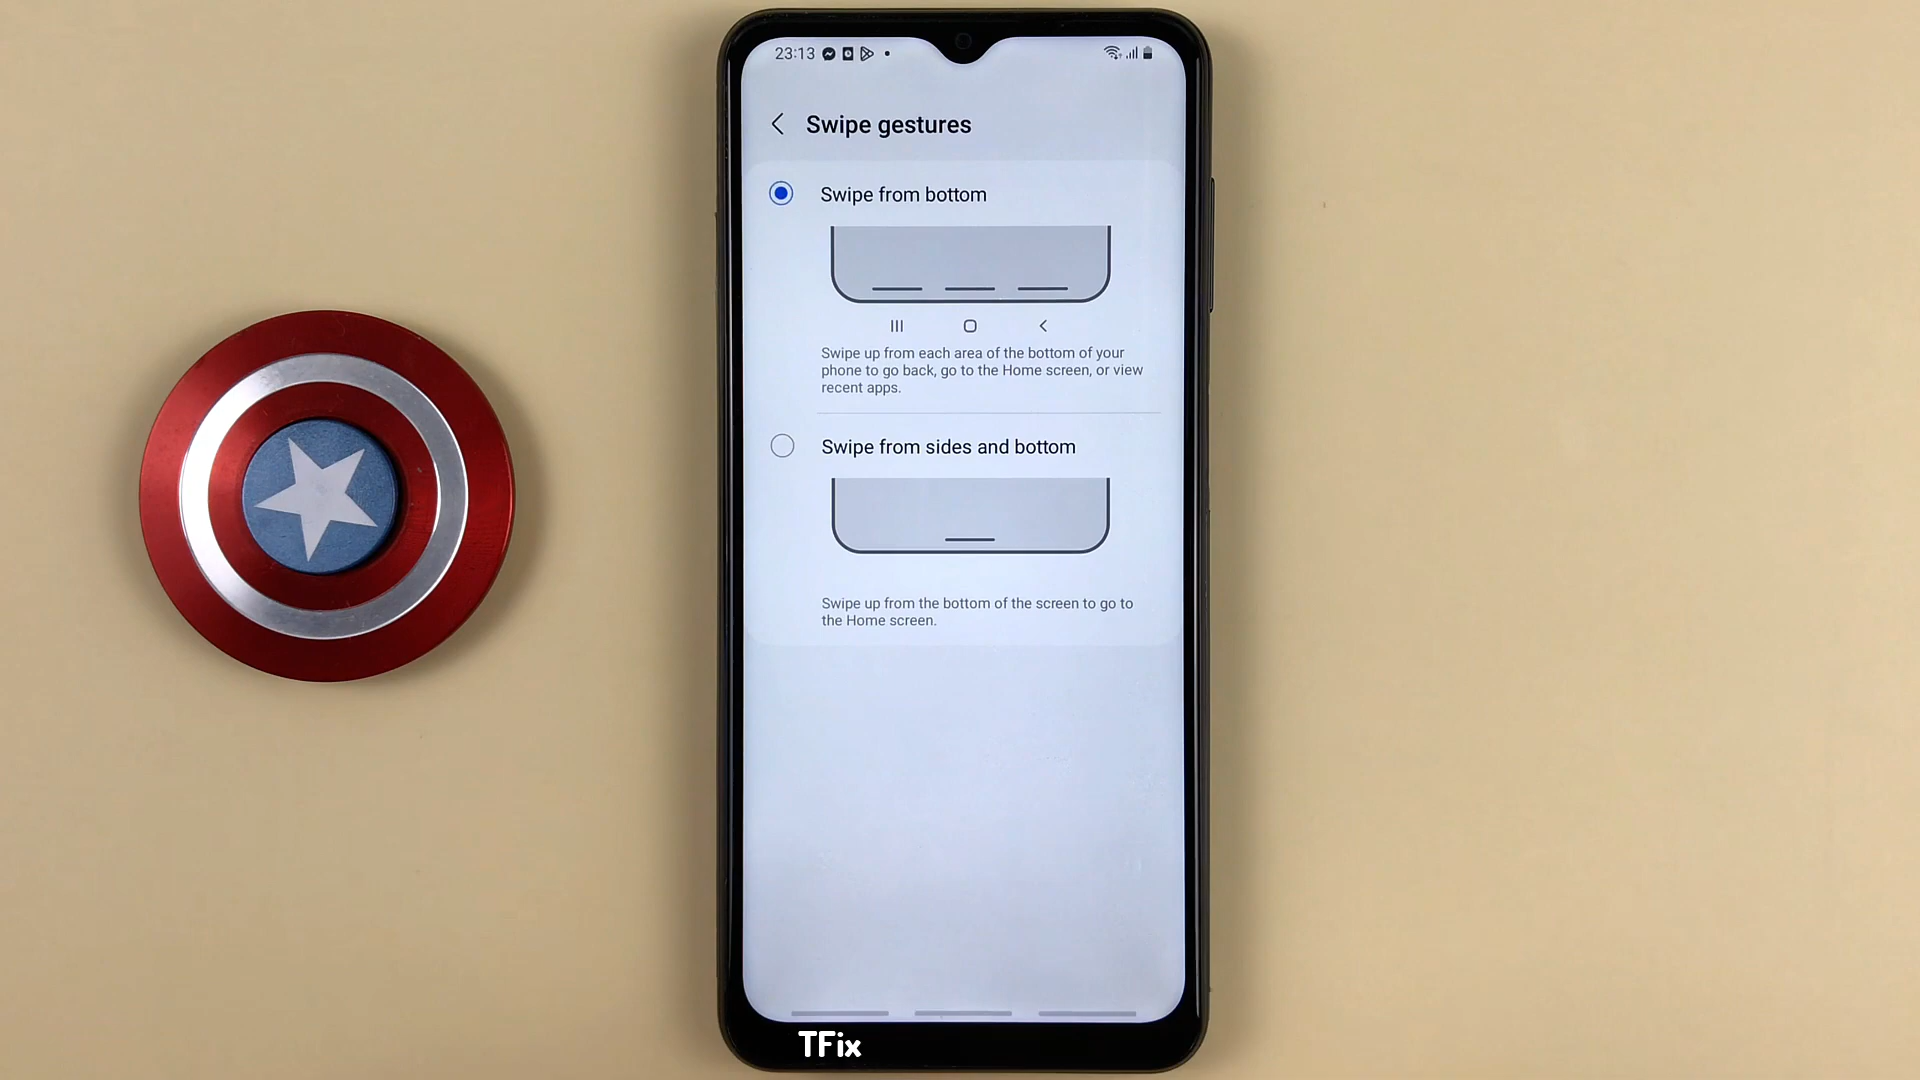 23:13
Swipe gestures
Swipe from bottom
Swipe up from each area of the bottom of your
phone to go back, go to the Home screen, or view
recent apps.
Swipe from sides and bottom
Swipe up from the bottom of the screen to go to
the Home screen.
TFix